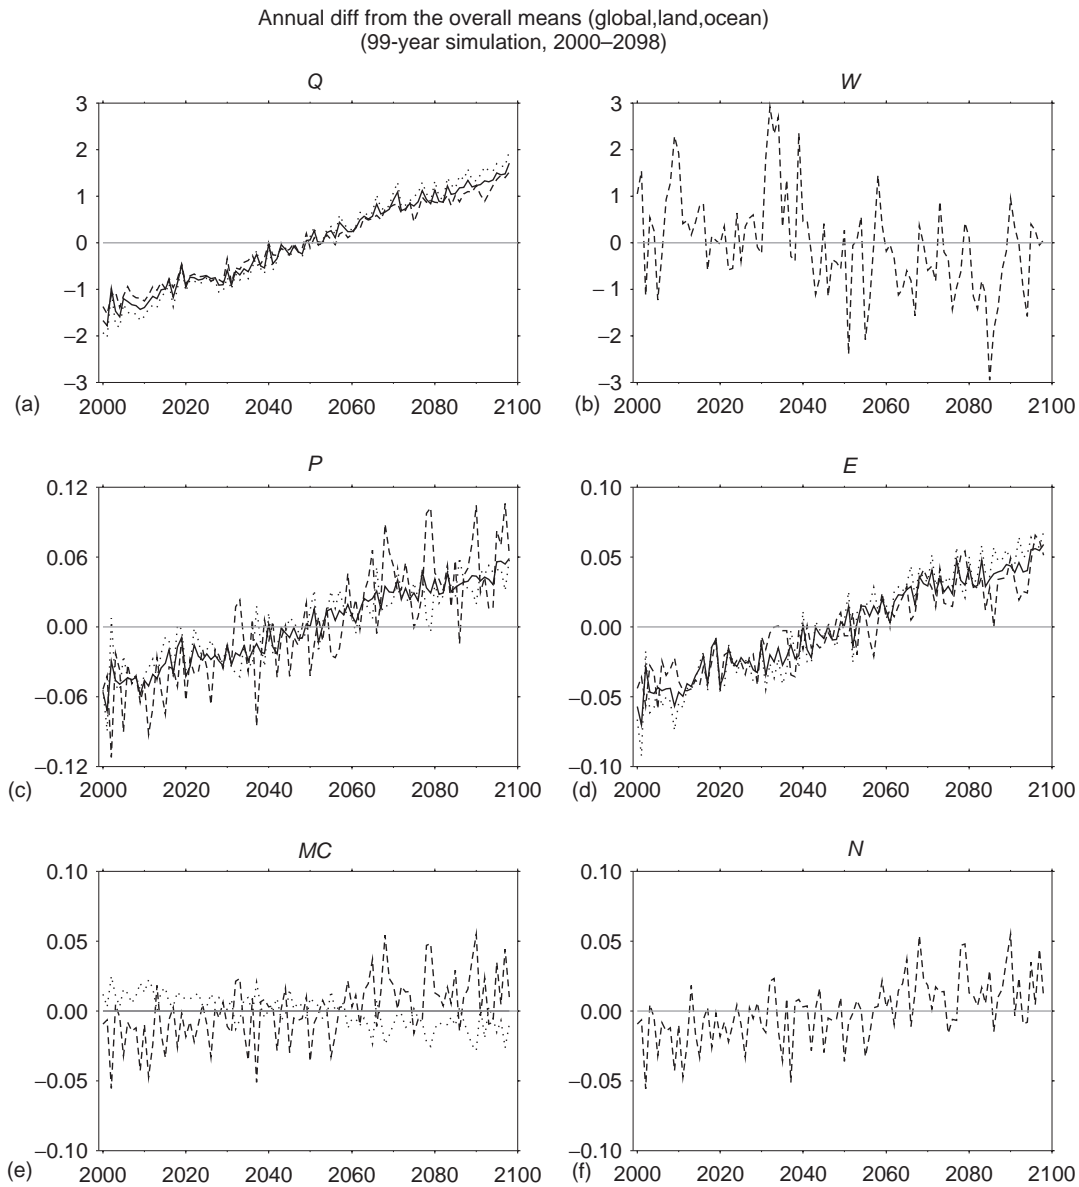 Annual diff from the overall means (global,land,ocean)
(99-year simulation, 2000–2098)
Q
3
2
1
0
–1
–2
–3
(a)
2000 2020 2040 2060 2080 2100
W
3
2
1
0
–
–2
–3
(b)
2000 2020 2040 2060 2080 2100
P
0.12
0.06
0.00
–0.06
–0.12
(c)
2000 2020 2040 2060 2080 2100
E
0.10
0.05
0.00
–0.05
–0.10
(d)
2000 2020 2040 2060 2080 2100
MC
0.10
0.05
0.00
–0.05
–0.10
(e)
2000 2020 2040 2060 2080 2100
N
0.10
0.05
0.00
–0.05
–0.10
(f)
2000 2020 2040 2060 2080 2100